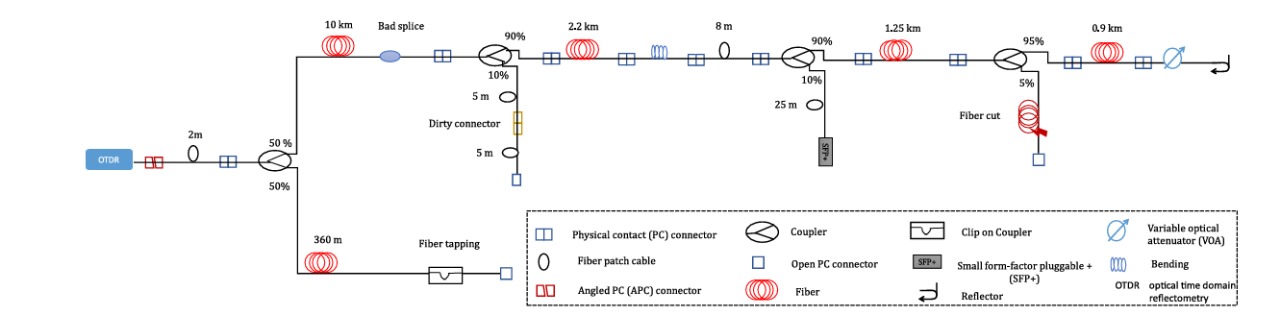 10 km
Bad splice
90%
2.2 km
8 m
90%
1.25 km
95%
0.9 km
10%
5 m
Dirty connector
5 m
10%
25 m
SFP+
5%
Fiber cut
OTDR
2m
50 %
50%
360 m
Fiber tapping
Physical contact (PC) connector
Coupler
Clip on Coupler
Variable optical
attenuator (VOA)
Fiber patch cable
Open PC connector
SFP+
Small form-factor pluggable +
(SFP+)
Bending
Angled PC (APC) connector
Fiber
Reflector
OTDR
optical time domain
reflectometry